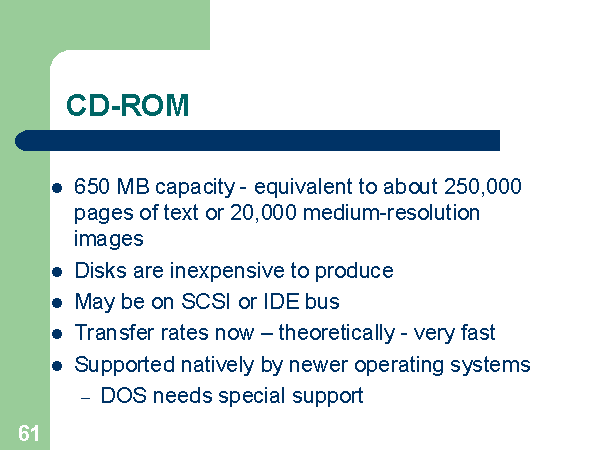 CD-ROM
● 650 MB capacity - equivalent to about 250,000
pages of text or 20,000 medium-resolution
images
● Disks are inexpensive to produce
● May be on SCSI or IDE bus
● Transfer rates now – theoretically - very fast
● Supported natively by newer operating systems
– DOS needs special support
61